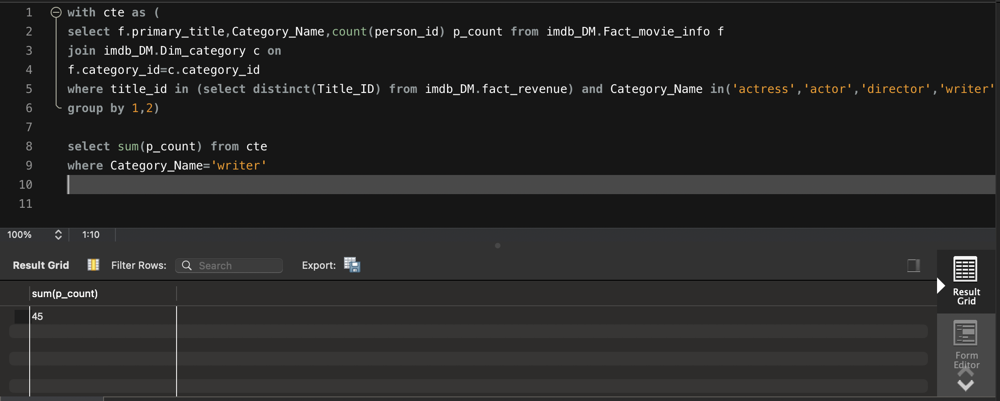 1 with cte as (
2 select f.primary_title,Category_Name,count(person_id) p_count from imdb_DM.Fact_movie_info f
3 join imdb_DM.Dim_category c on
4 f.category_id=c.category_id
5 where title_id in (select distinct(Title_ID) from imdb_DM.fact_revenue) and Category_Name in('actress','actor','director','writer'
6 group by 1,2)
7
8 select sum(p_count) from cte
9 where Category_Name='writer'
10
11
100% 1:10
Result Grid Filter Rows: Search Export:
sum(p_count)
45
Result
Grid
Form
Editor